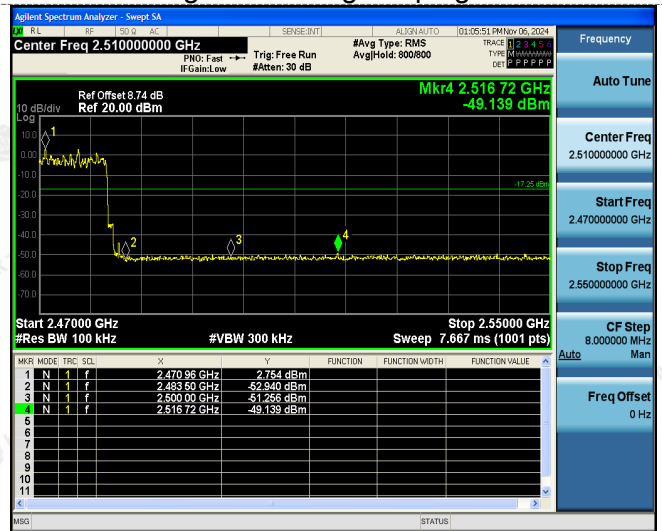 Agilent Spectrum Analyzer - Swept SA
RL RF 50 Ω AC SENSE:INT ALIGN AUTO 01:05:51 PM Nov 06, 2024
Center Freq 2.510000000 GHz
PNO: Fast
IFGain:Low
Trig: Free Run
#Atten: 30 dB
#Avg Type: RMS
Avg|Hold: 800/800
TRACE 1 2 3 4 5 6
TYPE M
DET P P P P P P
Mkr4 2.516 72 GHz
-49.139 dBm
Ref Offset 8.74 dB
10 dB/div Ref 20.00 dBm
Log
10.0
0.00
-10.0
-20.0
-30.0
-40.0
-50.0
-60.0
-70.0
1
2
3
4
-17.25 dBm
Start 2.47000 GHz Stop 2.55000 GHz
#Res BW 100 kHz #VBW 300 kHz Sweep 7.667 ms (1001 pts)
MKR MODE TRC SCL X Y FUNCTION FUNCTION WIDTH FUNCTION VALUE
1 N 1 f 2.470 96 GHz 2.754 dBm
2 N 1 f 2.483 50 GHz -52.940 dBm
3 N 1 f 2.500 00 GHz -51.256 dBm
4 N 1 f 2.516 72 GHz -49.139 dBm
5
6
7
8
9
10
11
MSG STATUS
Frequency
Auto Tune
Center Freq
2.510000000 GHz
Start Freq
2.470000000 GHz
Stop Freq
2.550000000 GHz
CF Step
8.000000 MHz
Auto Man
Freq Offset
0 Hz